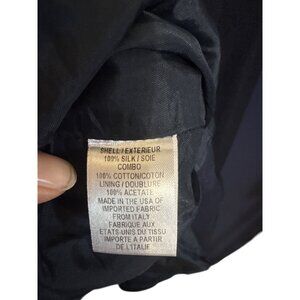 SHELL / EXTERIEUR
100% SILK / SOIE
COMBO
100% COTTON/COTON
LINING / DOUBLURE
100% ACETATE
MADE IN THE USA OF
IMPORTED FABRIC
FROM ITALY
FABRIQUE AUX
ETATS UNIS DU TISSU
IMPORTE A PARTIR
DE L'ITALIE